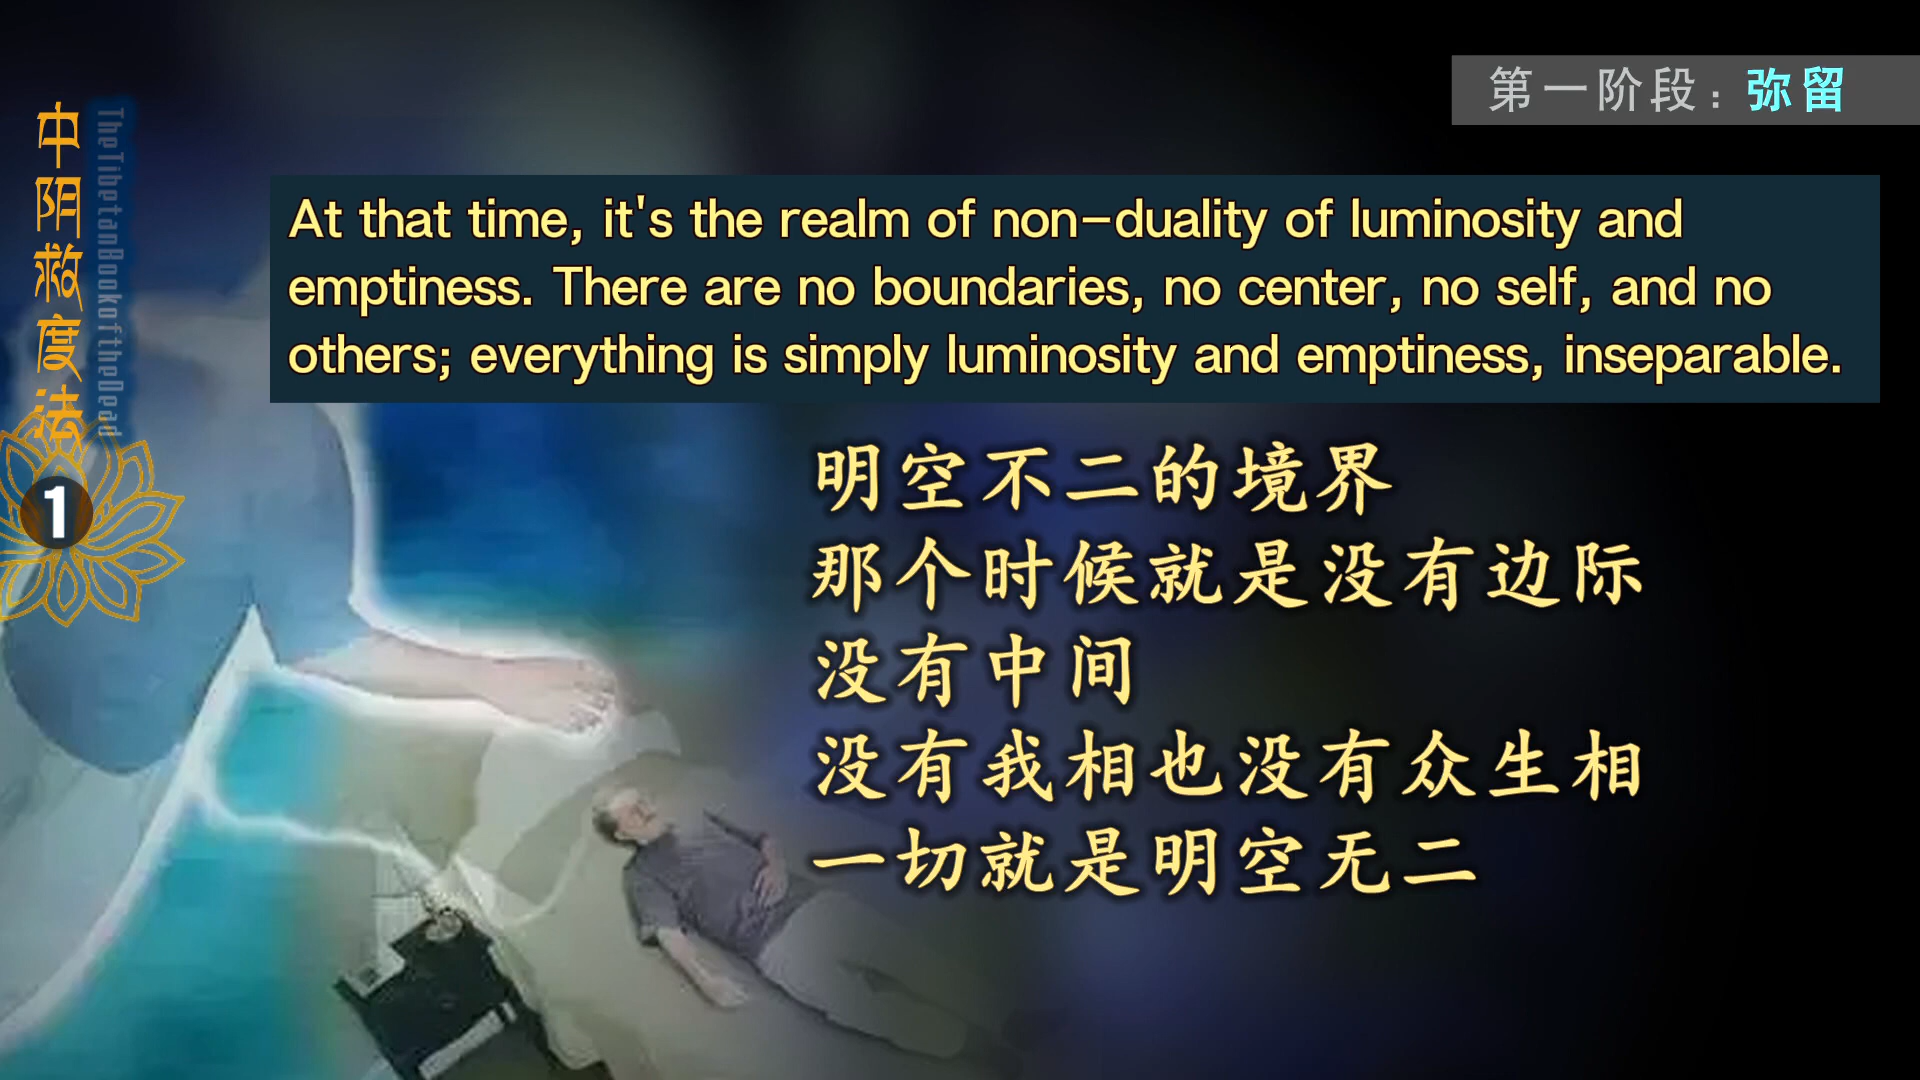 第一阶段：弥留
中阴救度法
TheTibetanBookoftheDead
1
At that time, it's the realm of non-duality of luminosity and
emptiness. There are no boundaries, no center, no self, and no
others; everything is simply luminosity and emptiness, inseparable.
明空不二的境界
那个时候就是没有边际
没有中间
没有我相也没有众生相
一切就是明空无二